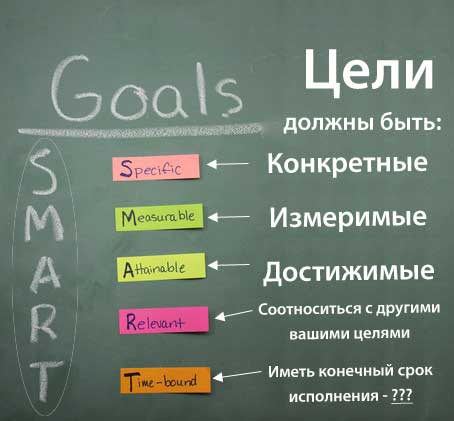 Goals
Цели
должны быть:
S
Specific
Конкретные
M
Measurable
Измеримые
A
Attainable
Достижимые
R
Relevant
Соотноситься с другими
вашими целями
T
Time-bound
Иметь конечный срок
исполнения - ???